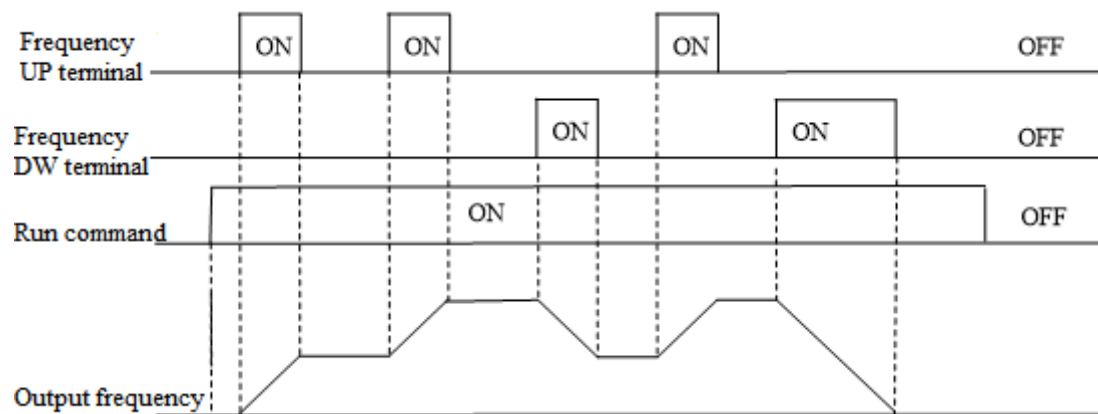 Frequency
UP terminal
ON
ON
ON
OFF
Frequency
DW terminal
ON
ON
OFF
Run command
ON
OFF
Output frequency